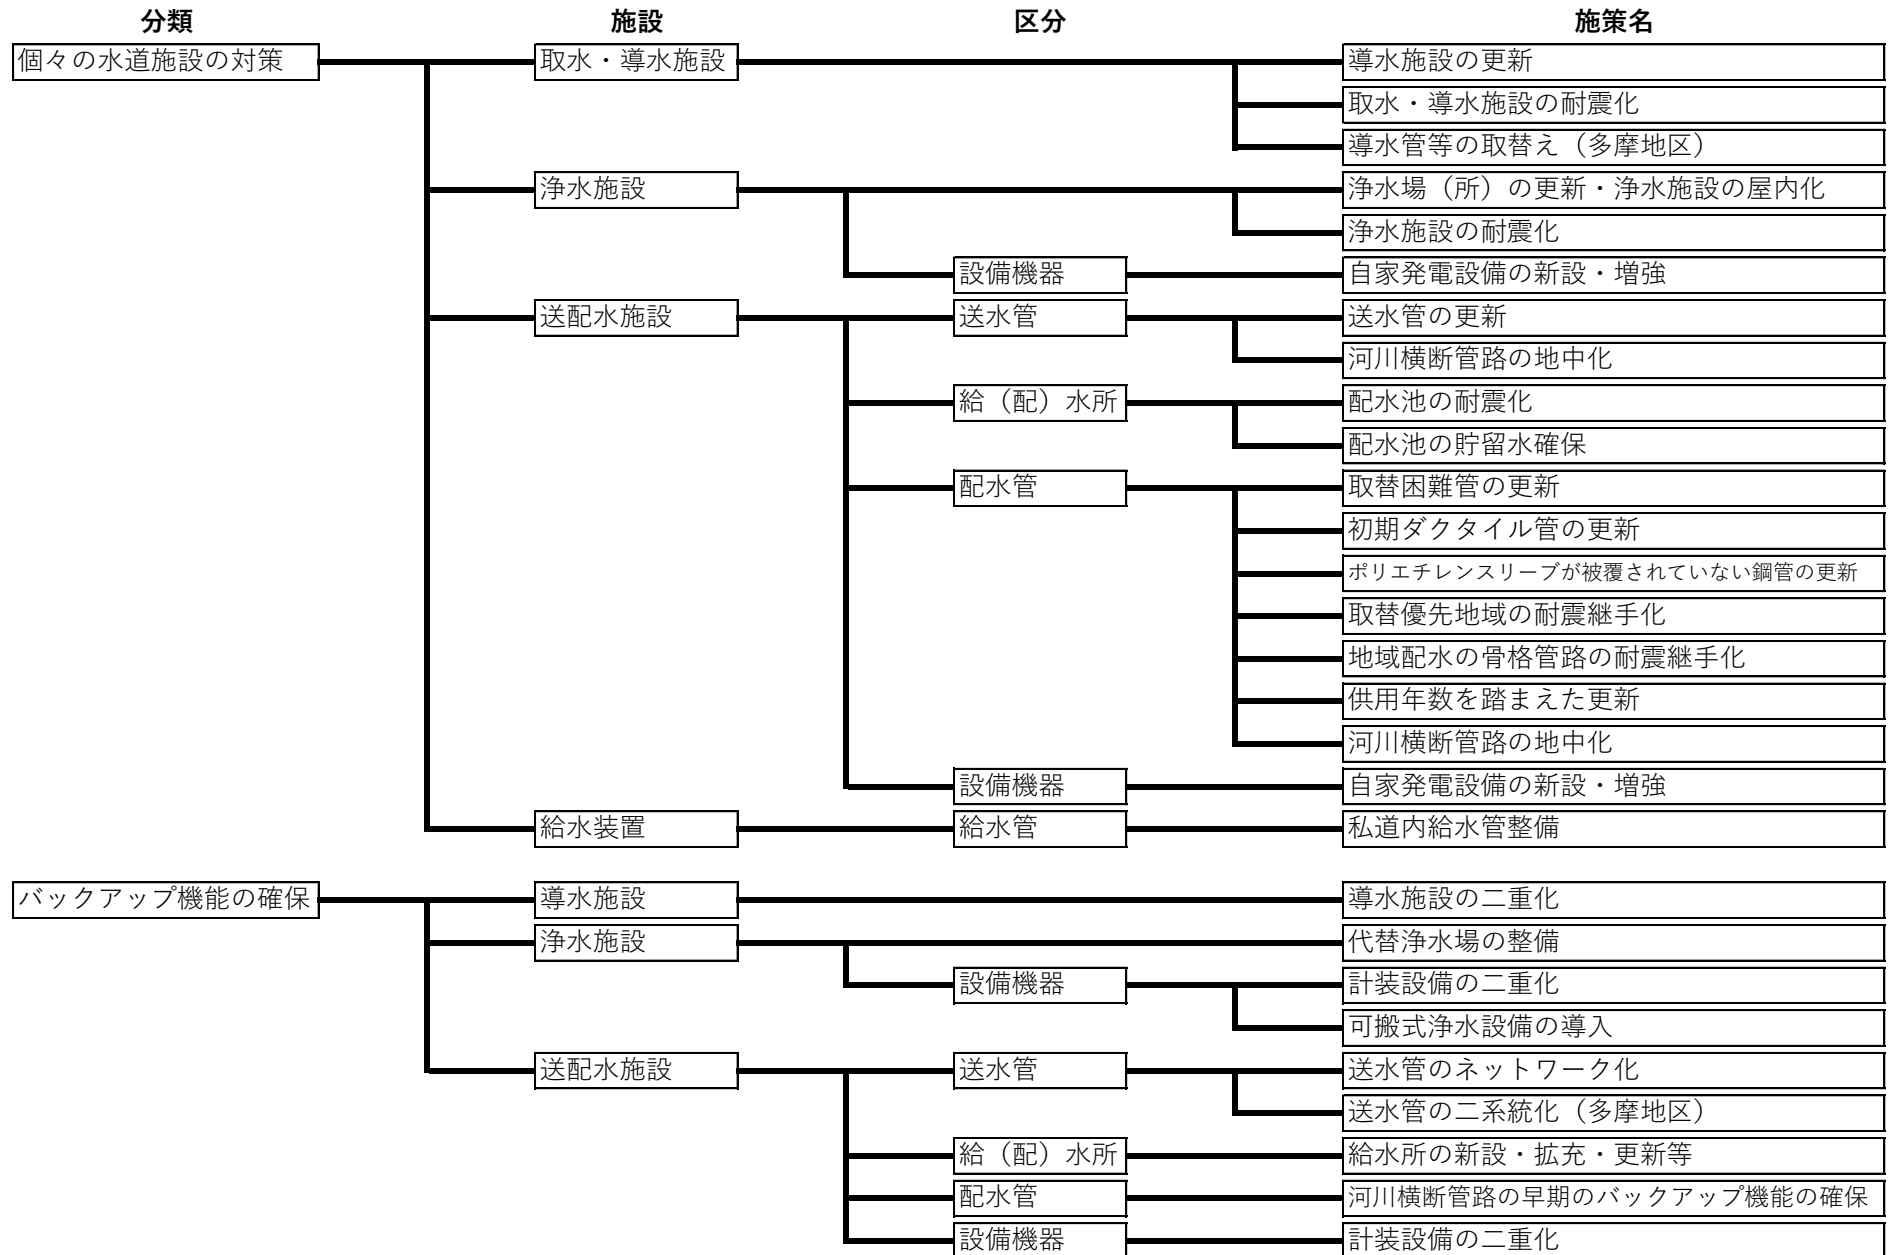 分類 施設 区分 施策名
個々の水道施設の対策 取水・導水施設 導水施設の更新
取水・導水施設の耐震化
導水管等の取替え（多摩地区）
浄水施設 浄水場（所）の更新・浄水施設の屋内化
浄水施設の耐震化
設備機器 自家発電設備の新設・増強
送配水施設 送水管 送水管の更新
河川横断管路の地中化
給（配）水所 配水池の耐震化
配水池の貯留水確保
配水管 取替困難管の更新
初期ダクタイル管の更新
ポリエチレンスリーブが被覆されていない鋼管の更新
取替優先地域の耐震継手化
地域配水の骨格管路の耐震継手化
供用年数を踏まえた更新
河川横断管路の地中化
設備機器 自家発電設備の新設・増強
給水装置 給水管 私道内給水管整備
バックアップ機能の確保 導水施設 導水施設の二重化
浄水施設 代替浄水場の整備
設備機器 計装設備の二重化
可搬式浄水設備の導入
送配水施設 送水管 送水管のネットワーク化
送水管の二系統化（多摩地区）
給（配）水所 給水所の新設・拡充・更新等
配水管 河川横断管路の早期のバックアップ機能の確保
設備機器 計装設備の二重化